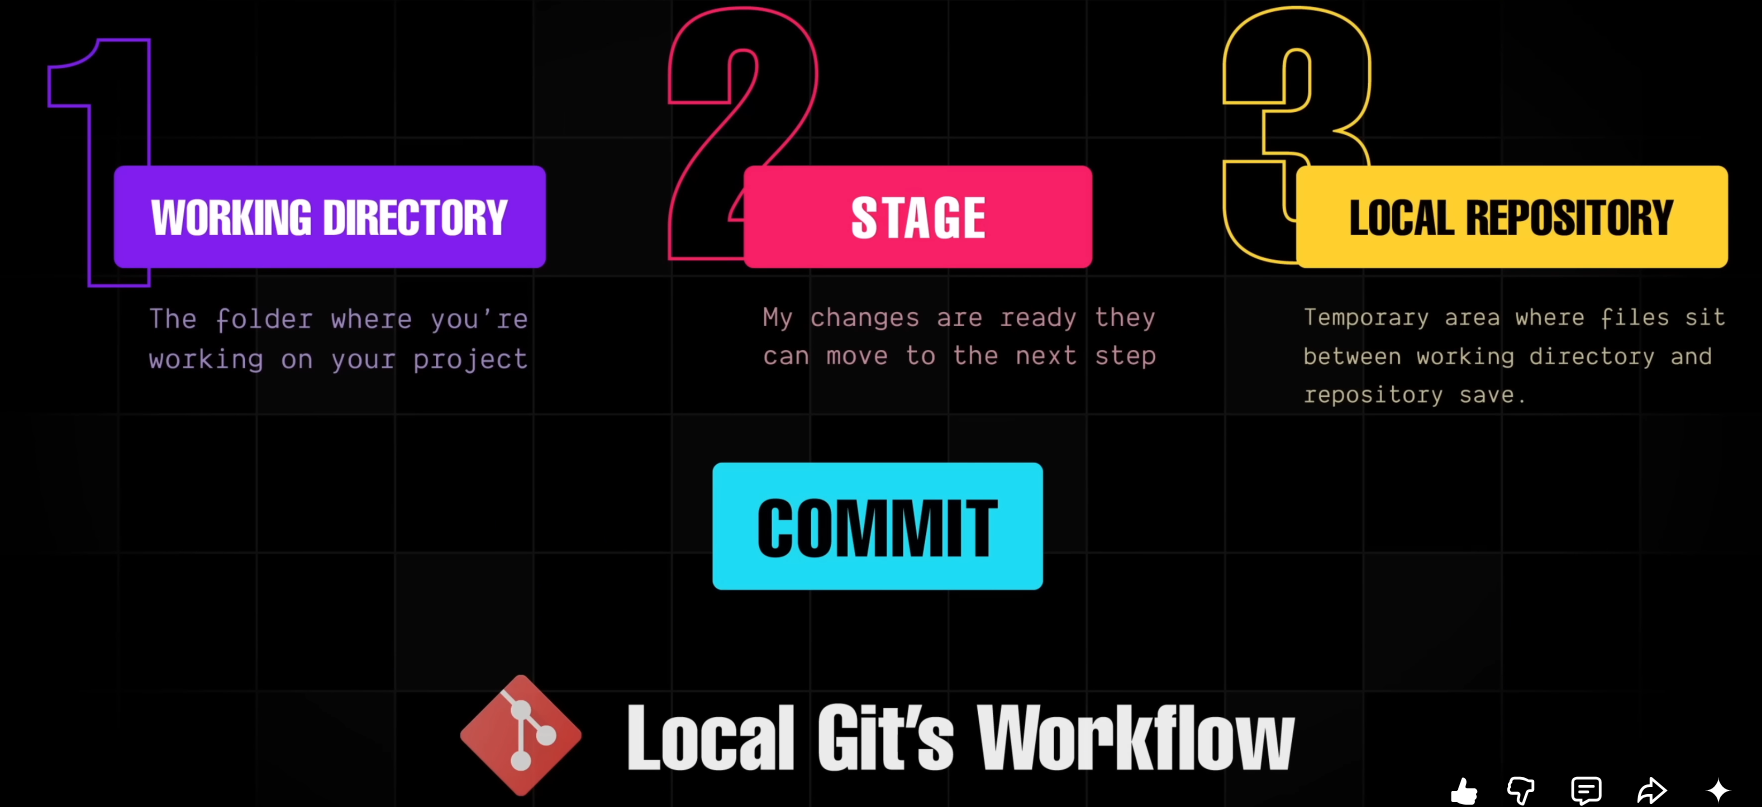 1
WORKING DIRECTORY
The folder where you're
working on your project
2
STAGE
My changes are ready they
can move to the next step
3
LOCAL REPOSITORY
Temporary area where files sit
between working directory and
repository save.
COMMIT
Local Git's Workflow